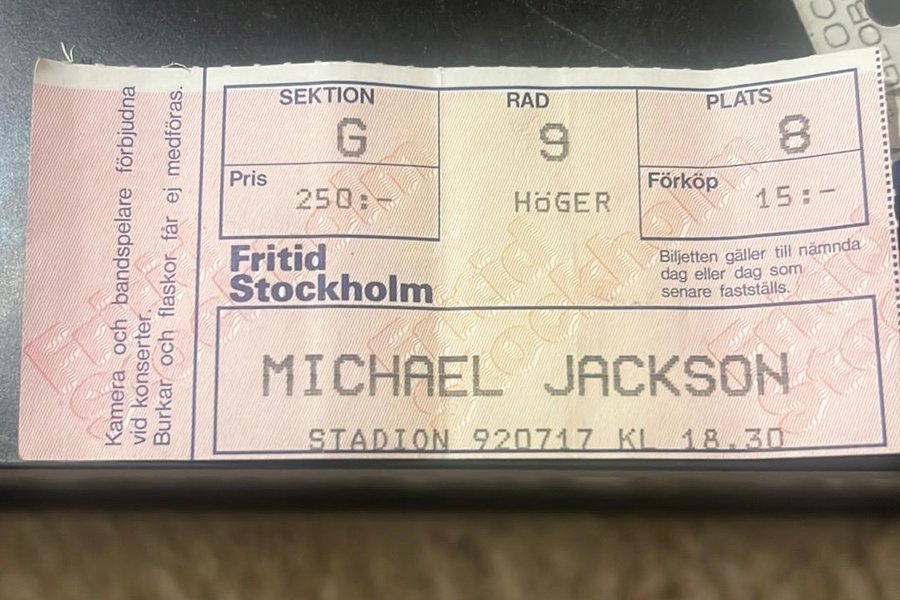 Kamera och bandspelare förbjudna
vid konserter.
Burkar och flaskor får ej medföras.
SEKTION
G
RAD
9
PLATS
8
Pris
250:-
HöGER
Förköp
15:-
Fritid
Stockholm
Biljetten gäller till nämnda
dag eller dag som
senare fastställs.
MICHAEL JACKSON
STADION 920717 KL 18.30